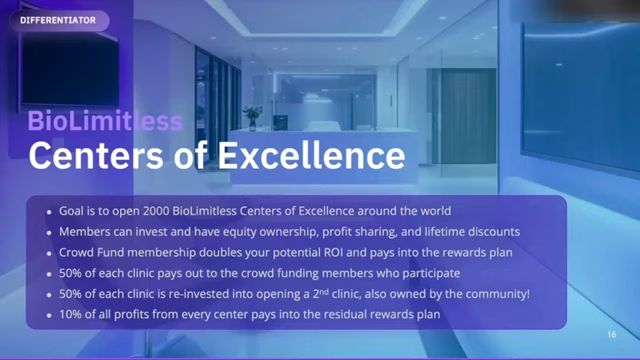 DIFFERENTIATOR
BioLimitless
Centers of Excellence
• Goal is to open 2000 BioLimitless Centers of Excellence around the world
• Members can invest and have equity ownership, profit sharing, and lifetime discounts
• Crowd Fund membership doubles your potential ROI and pays into the rewards plan
• 50% of each clinic pays out to the crowd funding members who participate
• 50% of each clinic is re-invested into opening a 2nd clinic, also owned by the community!
• 10% of all profits from every center pays into the residual rewards plan
16